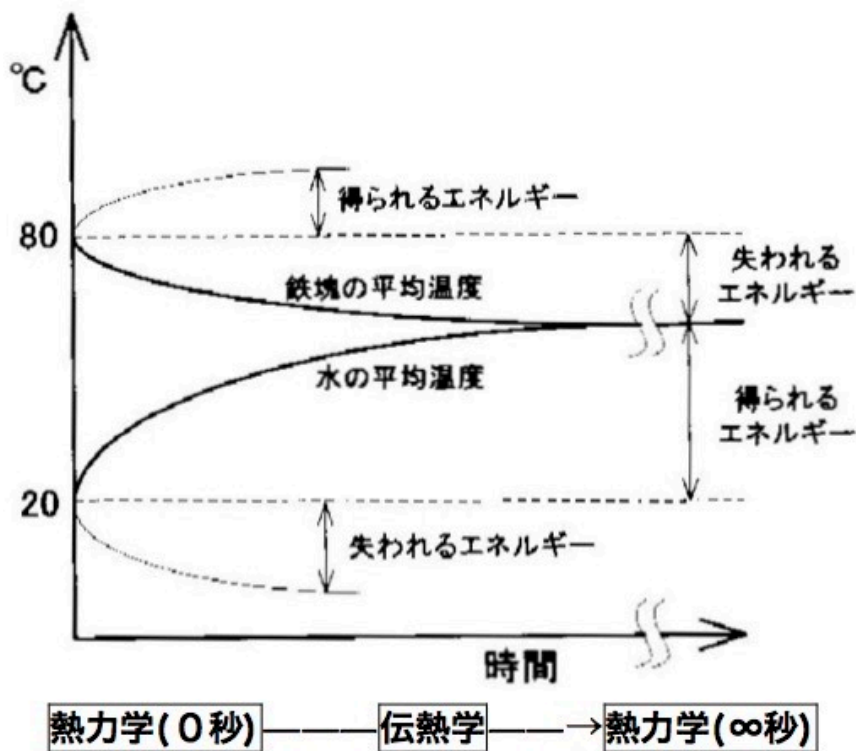 ℃
得られるエネルギー
80
失われる
エネルギー
鉄塊の平均温度
水の平均温度
得られる
エネルギー
20
失われるエネルギー
時間
熱力学(０秒)———伝熱学——→熱力学(∞秒)